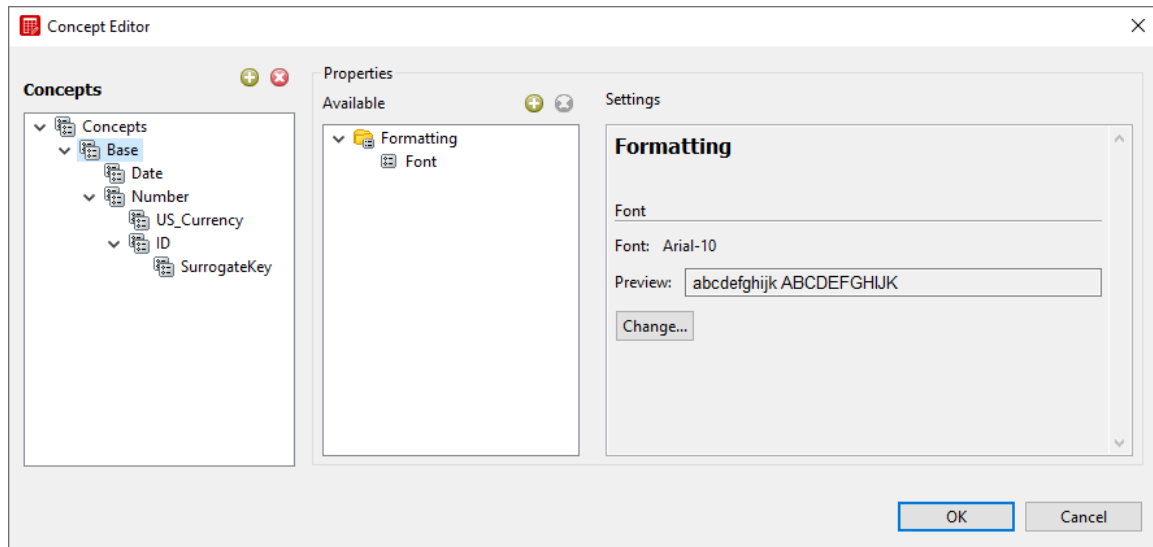 Concept Editor
Concepts
Concepts
Base
Date
Number
US_Currency
ID
SurrogateKey
Properties
Available
Formatting
Font
Settings
Formatting
Font
Font: Arial-10
Preview: abcdefghijk ABCDEFGHIJK
Change...
OK Cancel